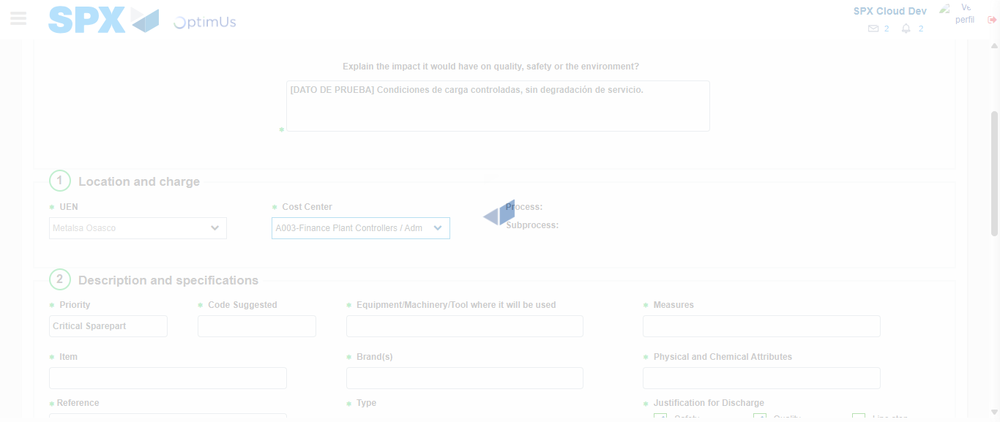 SPX
OptimUs
SPX Cloud Dev
Ve
perfil
2
2
Explain the impact it would have on quality, safety or the environment?
[DATO DE PRUEBA] Condiciones de carga controladas, sin degradación de servicio.
1 Location and charge
UEN
Cost Center
Process:
Metalsa Osasco
A003-Finance Plant Controllers / Adm
Subprocess:
2 Description and specifications
Priority
Code Suggested
Equipment/Machinery/Tool where it will be used
Measures
Critical Sparepart
Item
Brand(s)
Physical and Chemical Attributes
Reference
Type
Justification for Discharge
Safety
Quality
Line stop